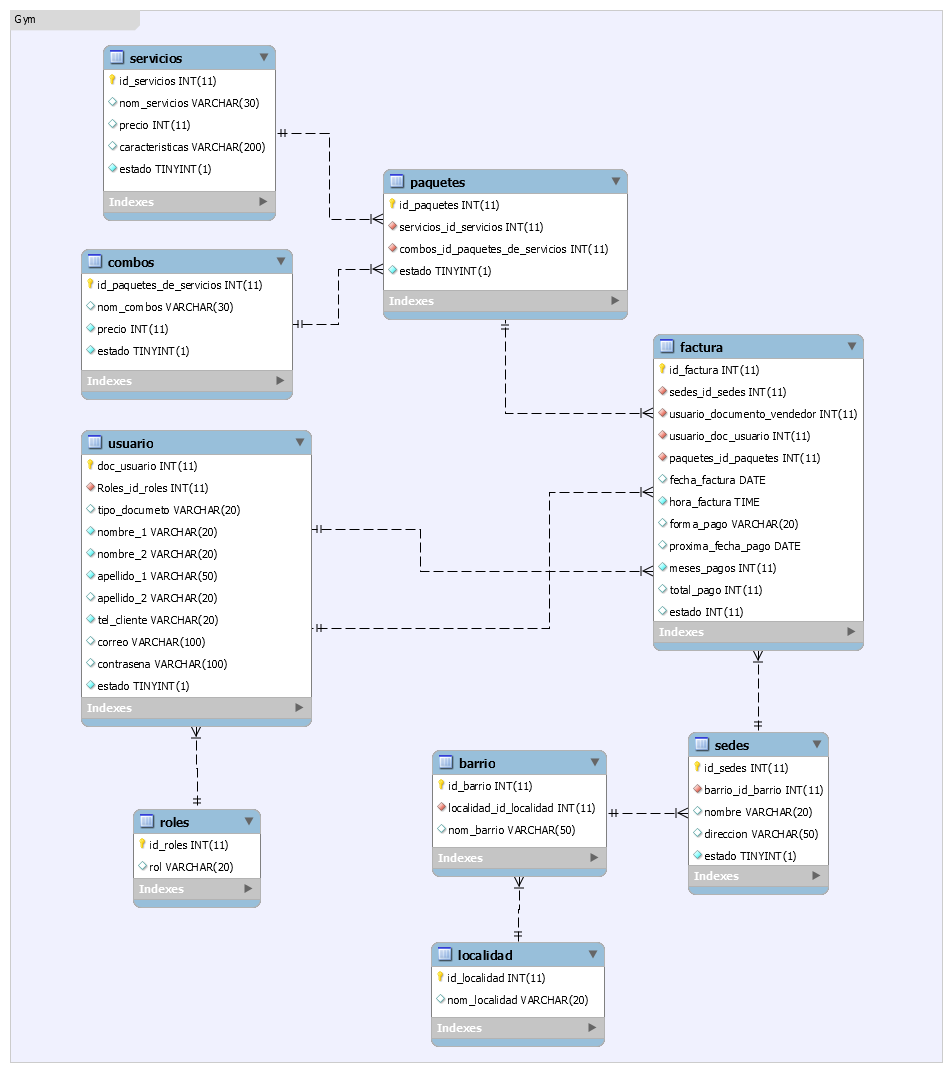 Gym
servicios
id_servicios INT(11)
nom_servicios VARCHAR(30)
precio INT(11)
caracteristicas VARCHAR(200)
estado TINYINT(1)
Indexes
paquetes
id_paquetes INT(11)
servicios_id_servicios INT(11)
combos_id_paquetes_de_servicios INT(11)
estado TINYINT(1)
Indexes
combos
id_paquetes_de_servicios INT(11)
nom_combos VARCHAR(30)
precio INT(11)
estado TINYINT(1)
Indexes
factura
id_factura INT(11)
sedes_id_sedes INT(11)
usuario_documento_vendedor INT(11)
usuario_doc_usuario INT(11)
paquetes_id_paquetes INT(11)
fecha_factura DATE
hora_factura TIME
forma_pago VARCHAR(20)
proxima_fecha_pago DATE
meses_pagos INT(11)
total_pago INT(11)
estado INT(11)
Indexes
usuario
doc_usuario INT(11)
Roles_id_roles INT(11)
tipo_documeto VARCHAR(20)
nombre_1 VARCHAR(20)
nombre_2 VARCHAR(20)
apellido_1 VARCHAR(50)
apellido_2 VARCHAR(20)
tel_cliente VARCHAR(20)
correo VARCHAR(100)
contrasena VARCHAR(100)
estado TINYINT(1)
Indexes
sedes
id_sedes INT(11)
barrio_id_barrio INT(11)
nombre VARCHAR(20)
direccion VARCHAR(50)
estado TINYINT(1)
Indexes
barrio
id_barrio INT(11)
localidad_id_localidad INT(11)
nom_barrio VARCHAR(50)
Indexes
roles
id_roles INT(11)
rol VARCHAR(20)
Indexes
localidad
id_localidad INT(11)
nom_localidad VARCHAR(20)
Indexes